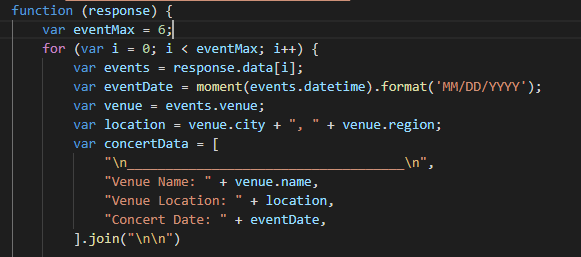 function (response) {
var eventMax = 6;
for (var i = 0; i < eventMax; i++) {
var events = response.data[i];
var eventDate = moment(events.datetime).format('MM/DD/YYYY');
var venue = events.venue;
var location = venue.city + ", " + venue.region;
var concertData = [
"\n____________________________________\n",
"Venue Name: " + venue.name,
"Venue Location: " + location,
"Concert Date: " + eventDate,
].join("\n\n")